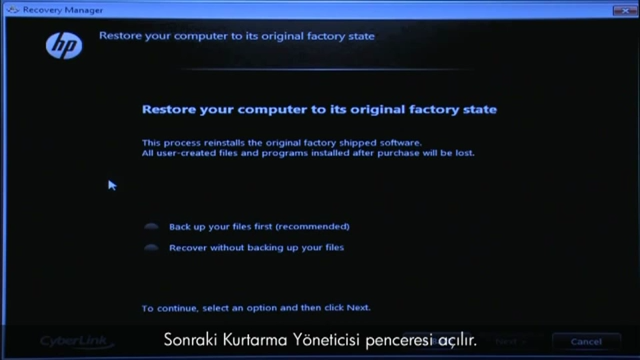 Recovery Manager
hp
Restore your computer to its original factory state
Restore your computer to its original factory state
This process reinstalls the original factory shipped software.
All user-created files and programs installed after purchase will be lost.
Back up your files first (recommended)
Recover without backing up your files
To continue, select an option and then click Next.
CyberLink
Next
Cancel
Sonraki Kurtarma Yöneticisi penceresi açılır.